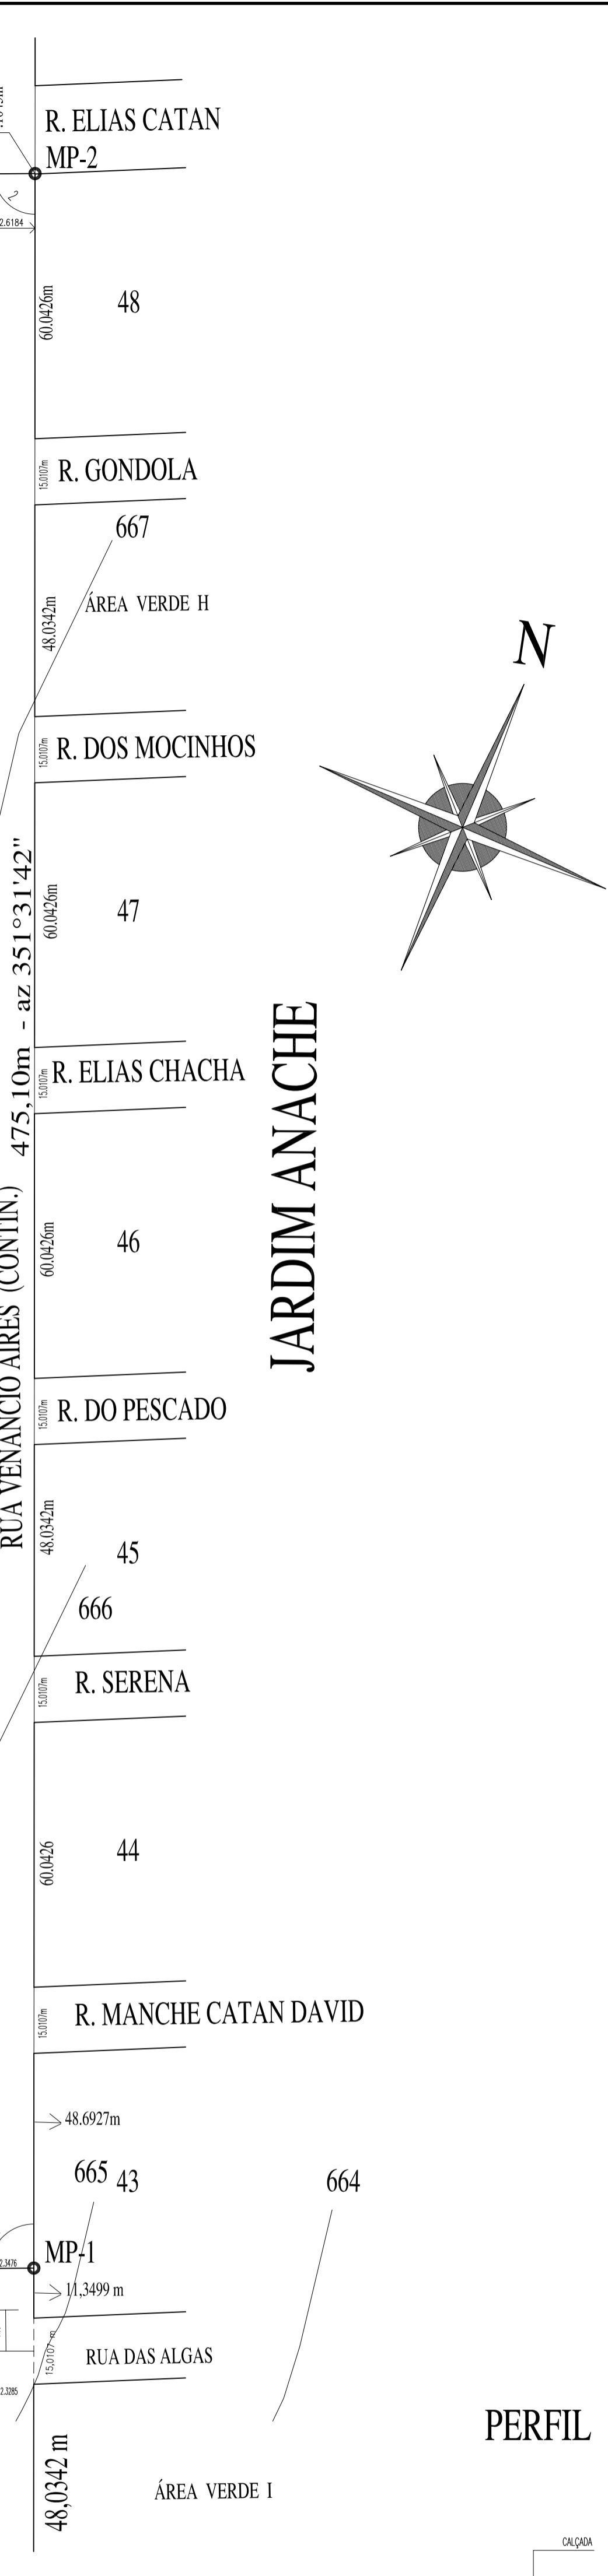 R. ELIAS CATAN
MP-2
2
2.6184
60.0426m
48
15.0107m
R. GONDOLA
667
48.0342m
ÁREA VERDE H
N
15.0107m
R. DOS MOCINHOS
475,10m - az 351°31'42"
60.0426m
47
JARDIM ANACHE
15.0107m
R. ELIAS CHACHA
RUA VENANCIO AIRES (CONTIN.)
60.0426m
46
15.0107m
R. DO PESCADO
48.0342m
45
666
15.0107m
R. SERENA
60.0426
44
15.0107m
R. MANCHE CATAN DAVID
48.6927m
665
43
664
MP-1
2.3476
11,3499 m
15,0107 m
RUA DAS ALGAS
2.3285
PERFIL
48,0342 m
ÁREA VERDE I
CALÇADA